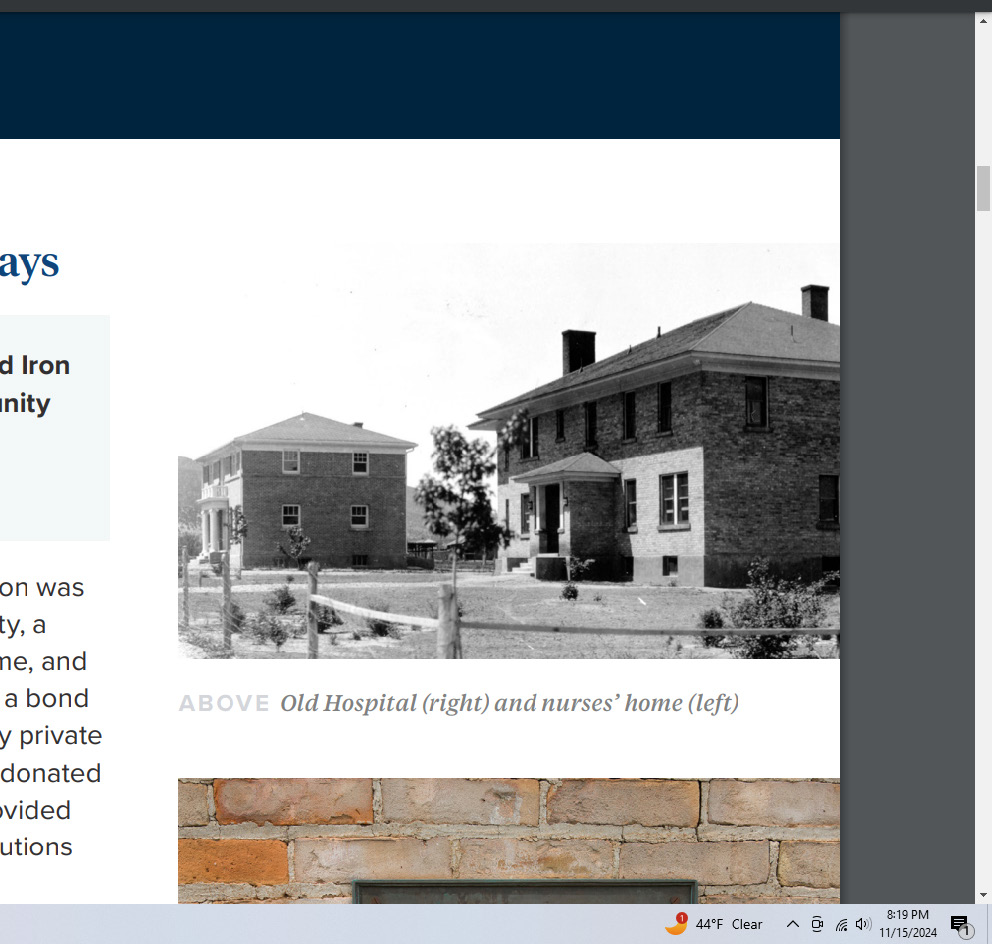 ays
d Iron
unity
on was
ty, a
me, and
a bond
y private
donated
ovided
utions
ABOVE Old Hospital (right) and nurses’ home (left)
1
44°F Clear
8:19 PM
11/15/2024
1